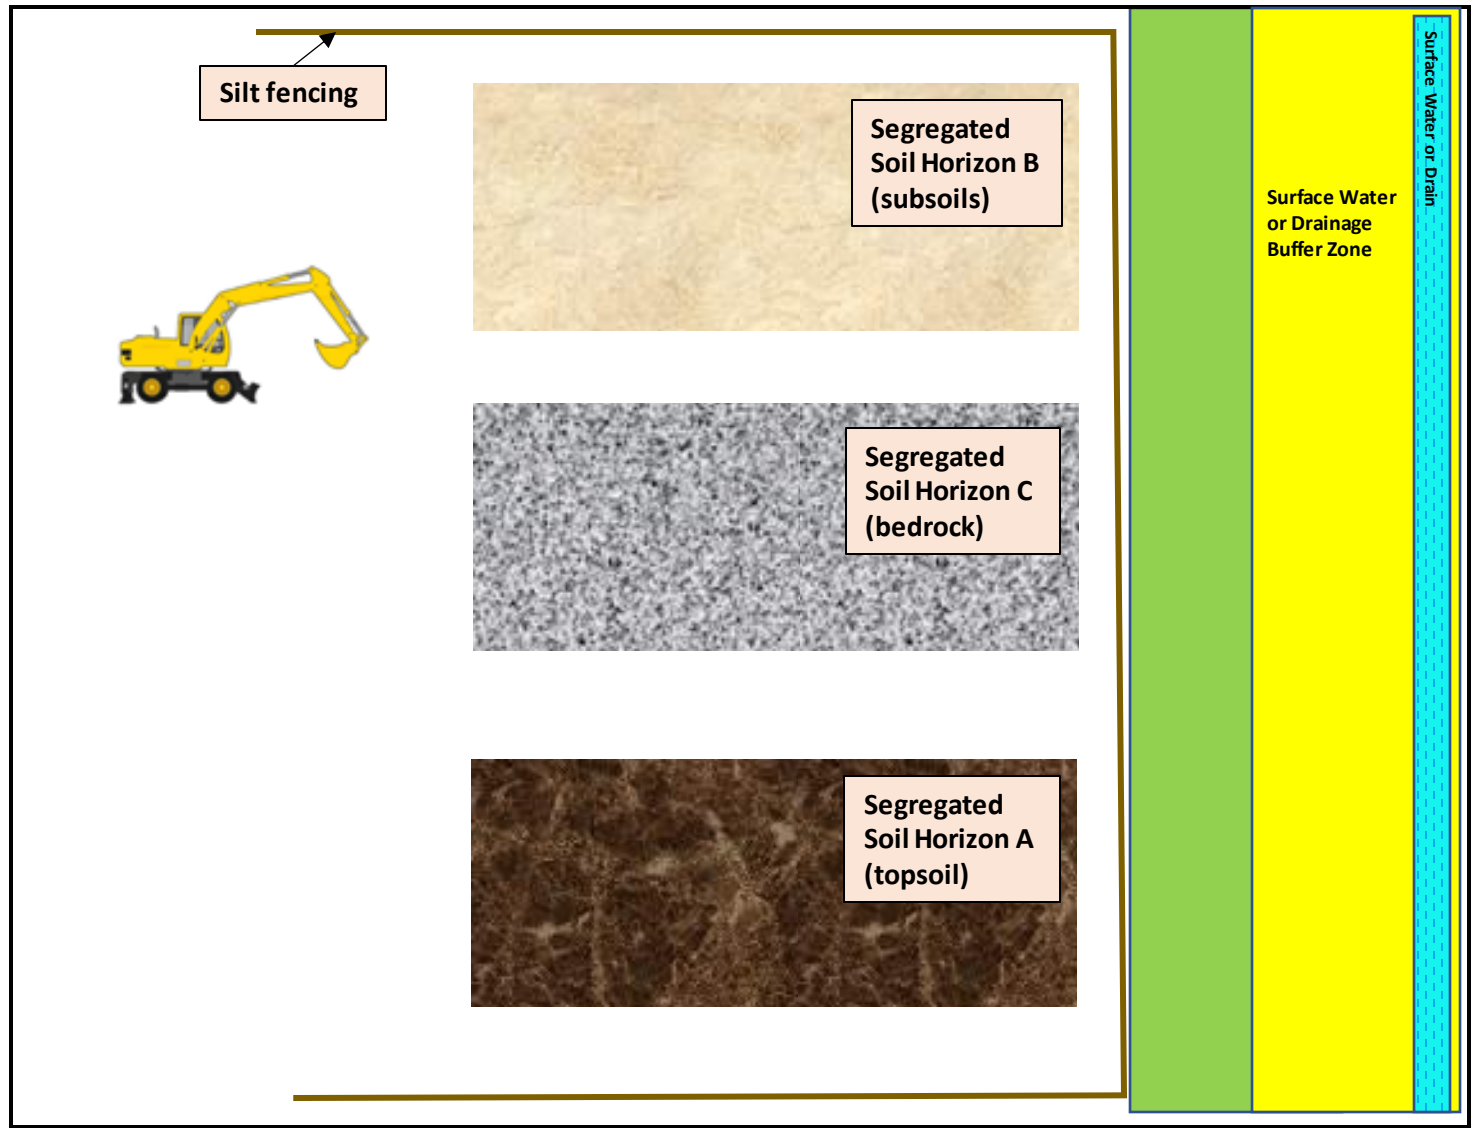 Silt fencing
Segregated
Soil Horizon B
(subsoils)
Surface Water
or Drainage
Buffer Zone
Surface Water or Drain
Segregated
Soil Horizon C
(bedrock)
Segregated
Soil Horizon A
(topsoil)